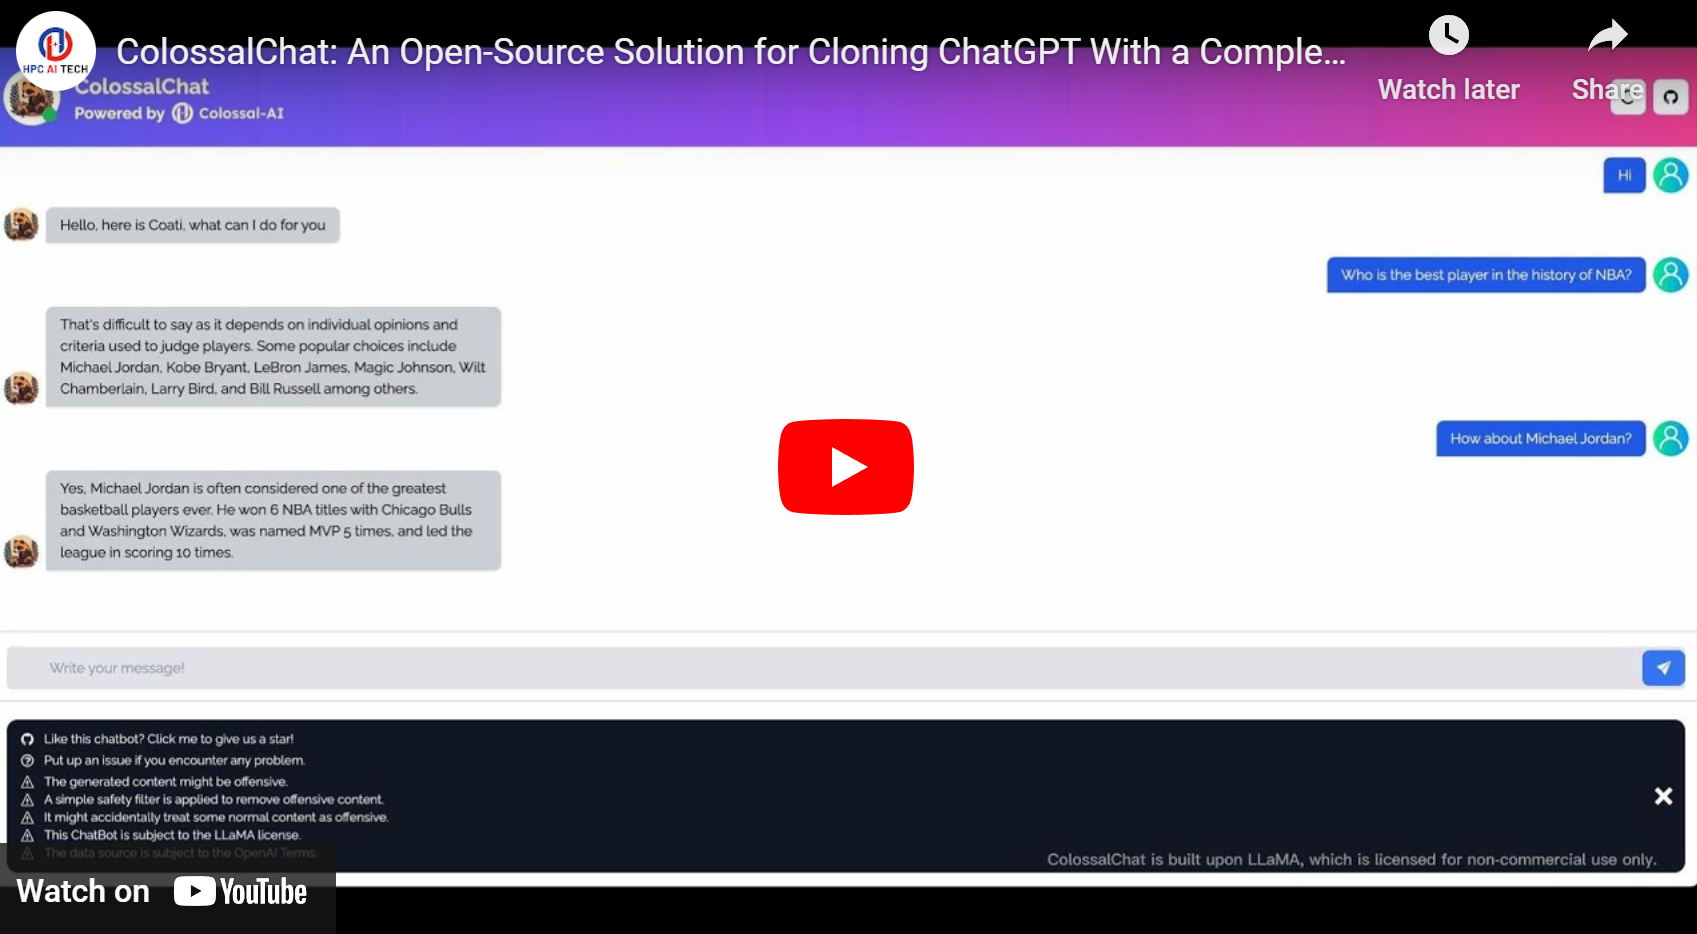 HPC AI TECH
ColossalChat: An Open-Source Solution for Cloning ChatGPT With a Comple...
Watch later
Share
ColossalChat
Powered by Colossal-AI
Hi
Hello, here is Coati, what can I do for you
Who is the best player in the history of NBA?
That's difficult to say as it depends on individual opinions and
criteria used to judge players. Some popular choices include
Michael Jordan, Kobe Bryant, LeBron James, Magic Johnson, Wilt
Chamberlain, Larry Bird, and Bill Russell among others.
How about Michael Jordan?
Yes, Michael Jordan is often considered one of the greatest
basketball players ever. He won 6 NBA titles with Chicago Bulls
and Washington Wizards, was named MVP 5 times, and led the
league in scoring 10 times.
Write your message!
Like this chatbot? Click me to give us a star!
Put up an issue if you encounter any problem.
The generated content might be offensive.
A simple safety filter is applied to remove offensive content.
It might accidentally treat some normal content as offensive.
This ChatBot is subject to the LLaMA license.
The data source is subject to the OpenAI Terms.
ColossalChat is built upon LLaMA, which is licensed for non-commercial use only.
Watch on YouTube